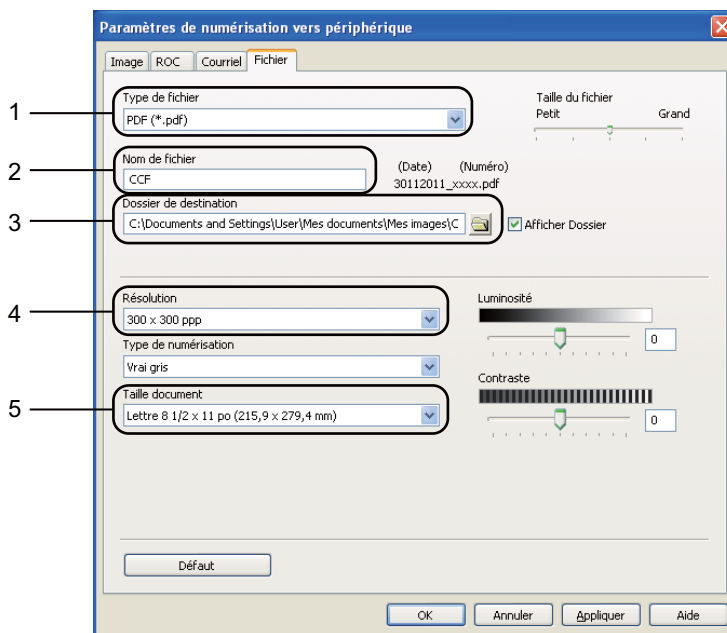 Paramètres de numérisation vers périphérique
Image ROC Courriel Fichier
1
Type de fichier
PDF (*.pdf)
Taille du fichier
Petit Grand
2
Nom de fichier
CCF
(Date) (Numéro)
30112011_xxxx.pdf
3
Dossier de destination
C:\Documents and Settings\User\Mes documents\Mes images\C
Afficher Dossier
4
Résolution
300 x 300 ppp
Luminosité
0
Type de numérisation
Vrai gris
Contraste
0
5
Taille document
Lettre 8 1/2 x 11 po (215,9 x 279,4 mm)
Défaut
OK Annuler Appliquer Aide